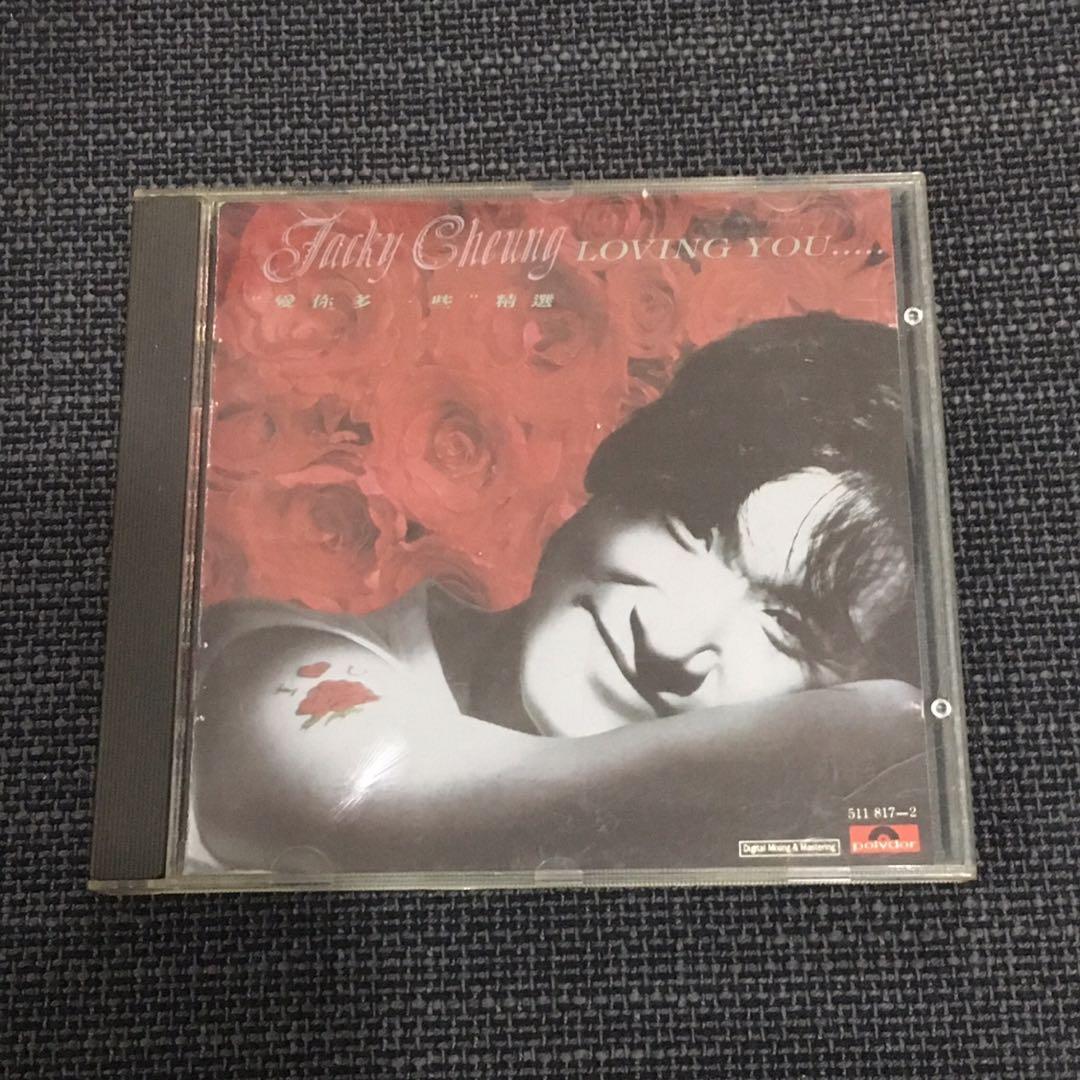 Jacky Cheung LOVING YOU.....
"愛你多一些"精選
511 817-2
Digital Mixing & Mastering
polydor